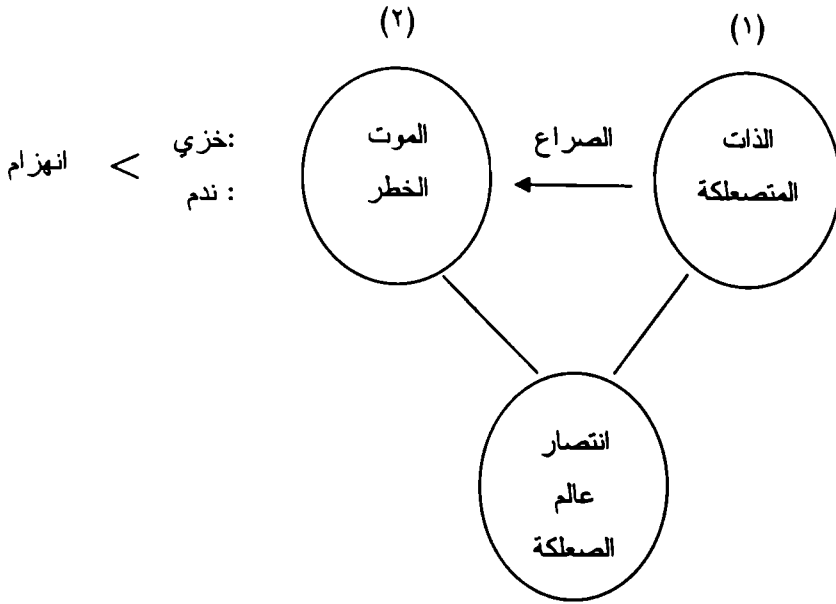 (١)
(٢)
الذات
المتصعلكة
الصراع
الموت
الخطر
:خزي
: ندم
>
انهزام
انتصار
عالم
الصعلكة